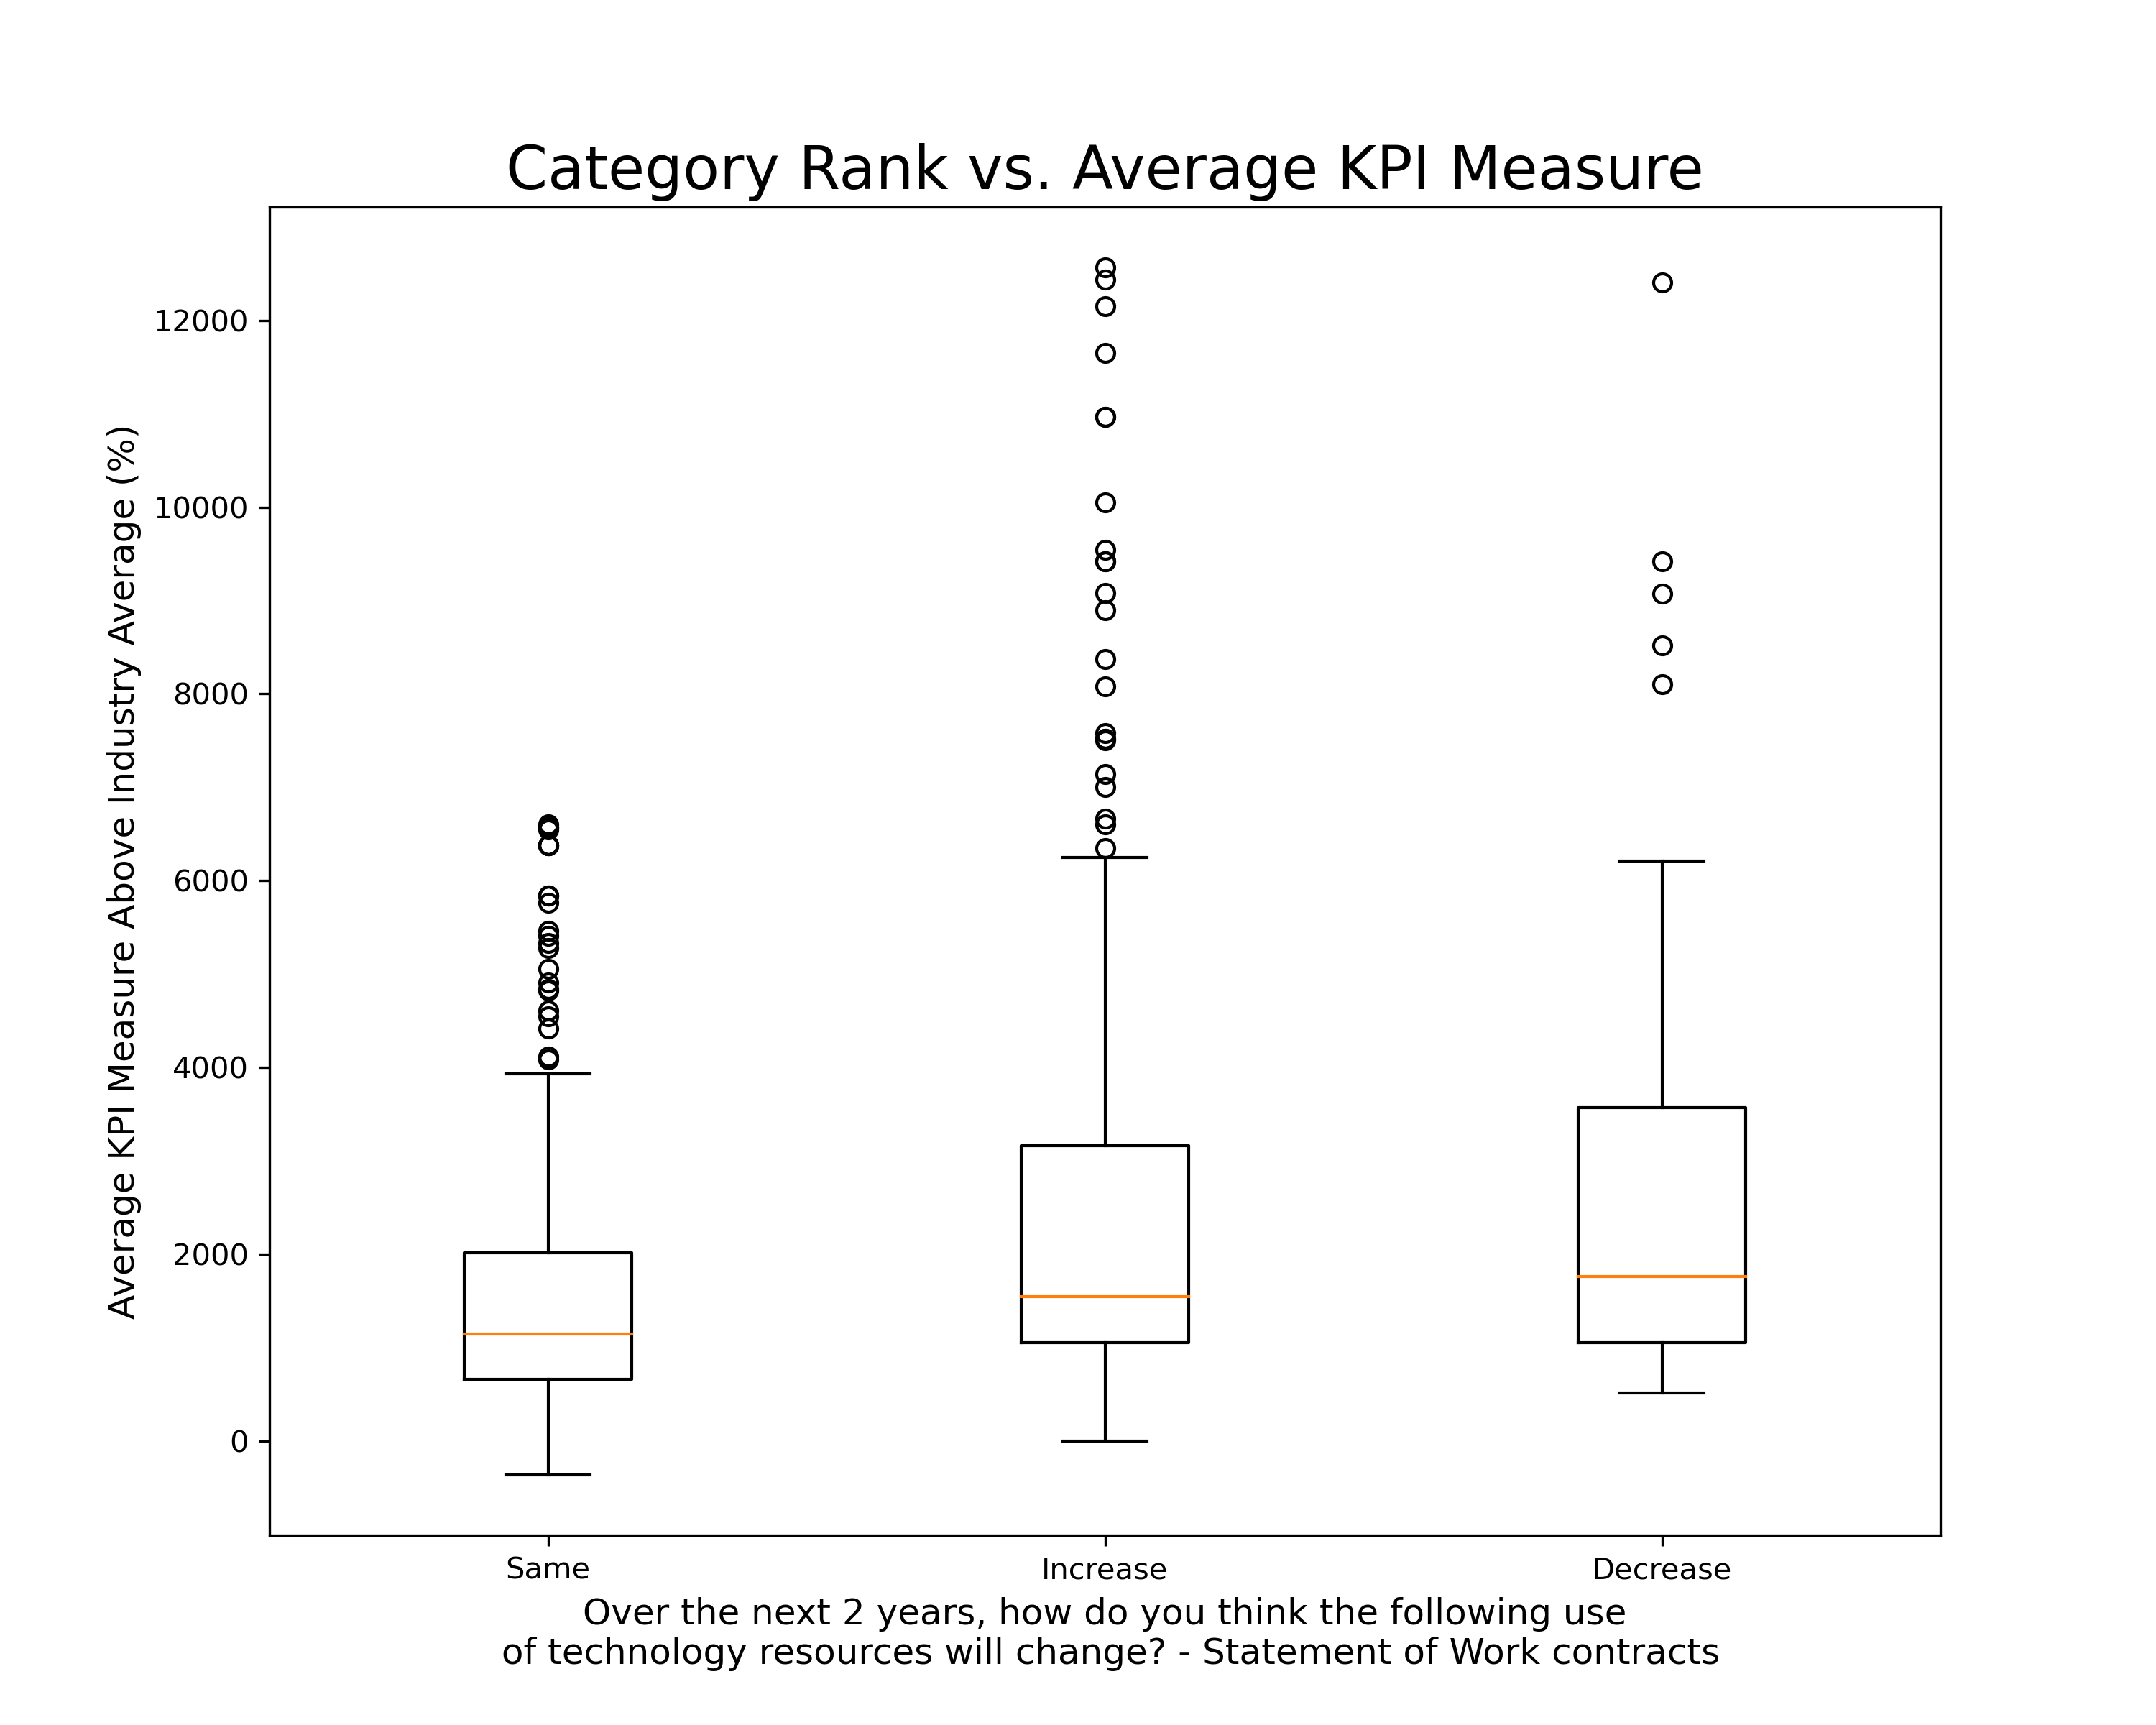 Category Rank vs. Average KPI Measure
Average KPI Measure Above Industry Average (%)
12000
10000
8000
6000
4000
2000
0
Same
Increase
Decrease
Over the next 2 years, how do you think the following use
of technology resources will change? - Statement of Work contracts